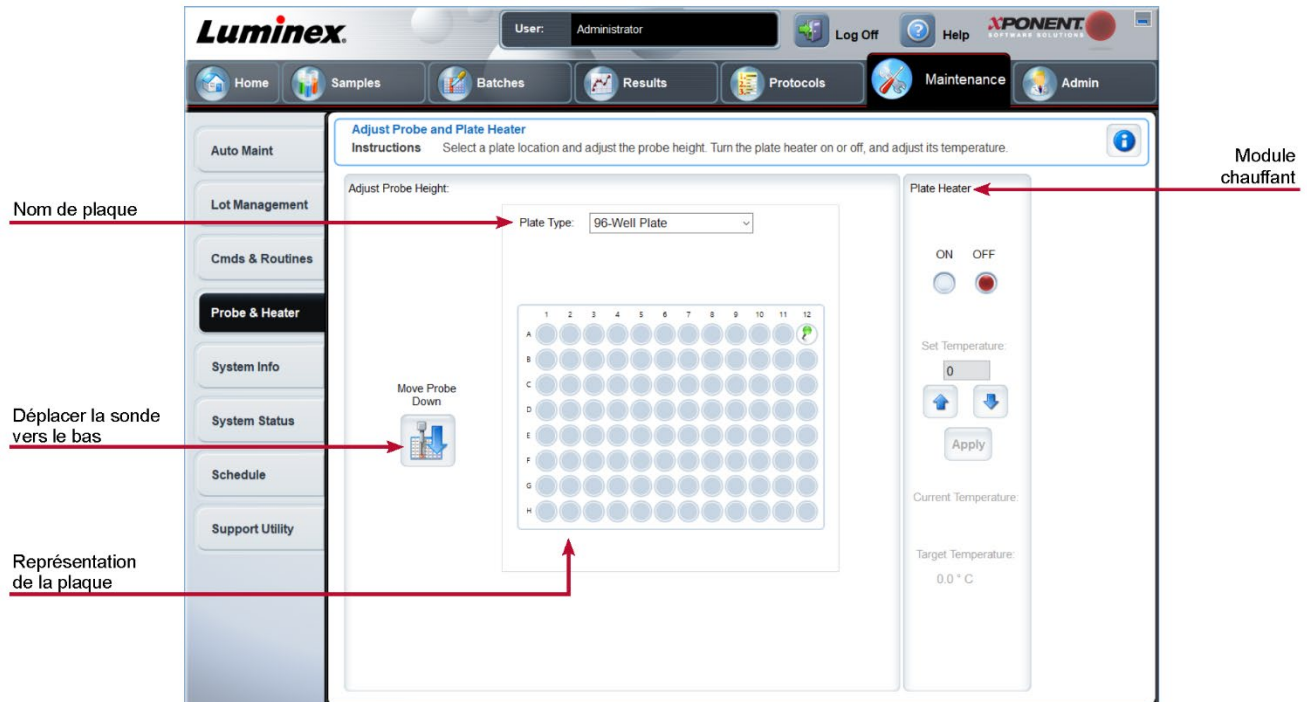 Luminex.
User: Administrator
Log Off
Help
XPONENT.
SOFTWARE SOLUTIONS
Home
Samples
Batches
Results
Protocols
Maintenance
Admin
Auto Maint
Lot Management
Cmds & Routines
Probe & Heater
System Info
System Status
Schedule
Support Utility
Adjust Probe and Plate Heater
Instructions Select a plate location and adjust the probe height. Turn the plate heater on or off, and adjust its temperature.
Module
chauffant
Nom de plaque
Déplacer la sonde
vers le bas
Représentation
de la plaque
Adjust Probe Height:
Plate Type: 96-Well Plate
1 2 3 4 5 6 7 8 9 10 11 12
A
B
C
D
E
F
G
H
Move Probe
Down
Plate Heater
ON OFF
Set Temperature:
0
Apply
Current Temperature:
Target Temperature:
0.0 ° C